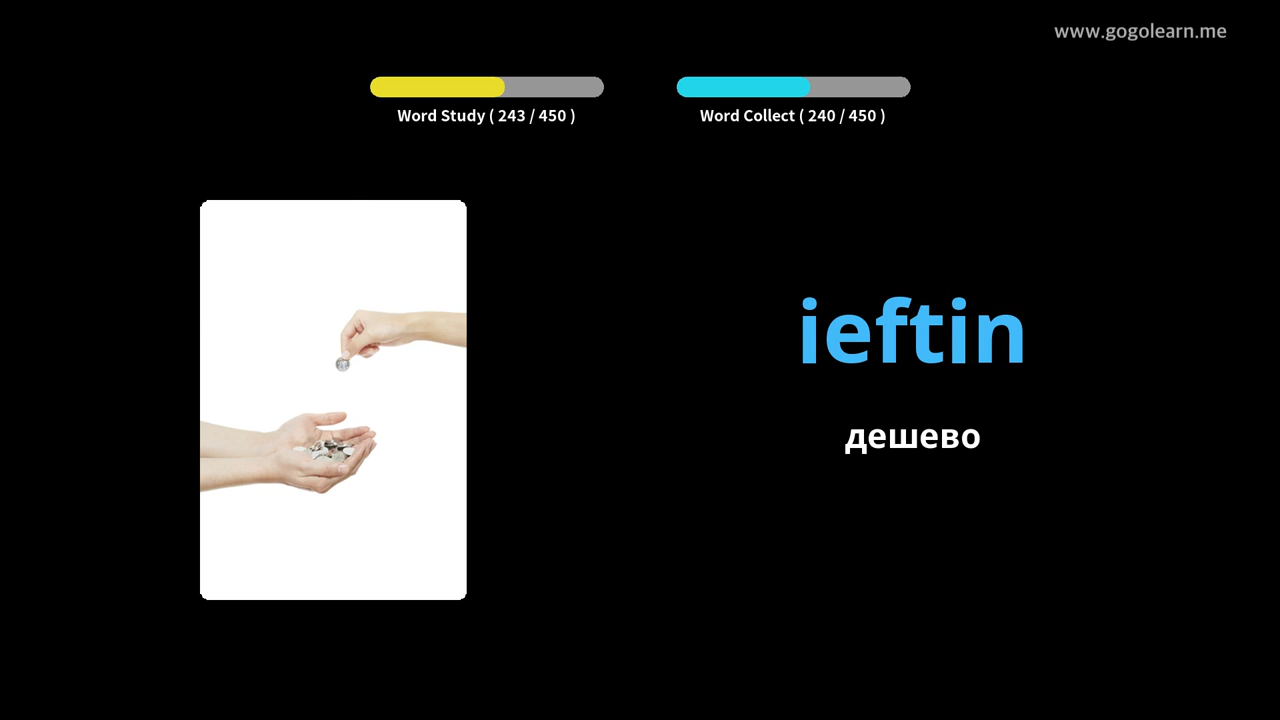 www.gogolearn.me
Word Study ( 243 / 450 )
Word Collect ( 240 / 450 )
ieftin
дешево